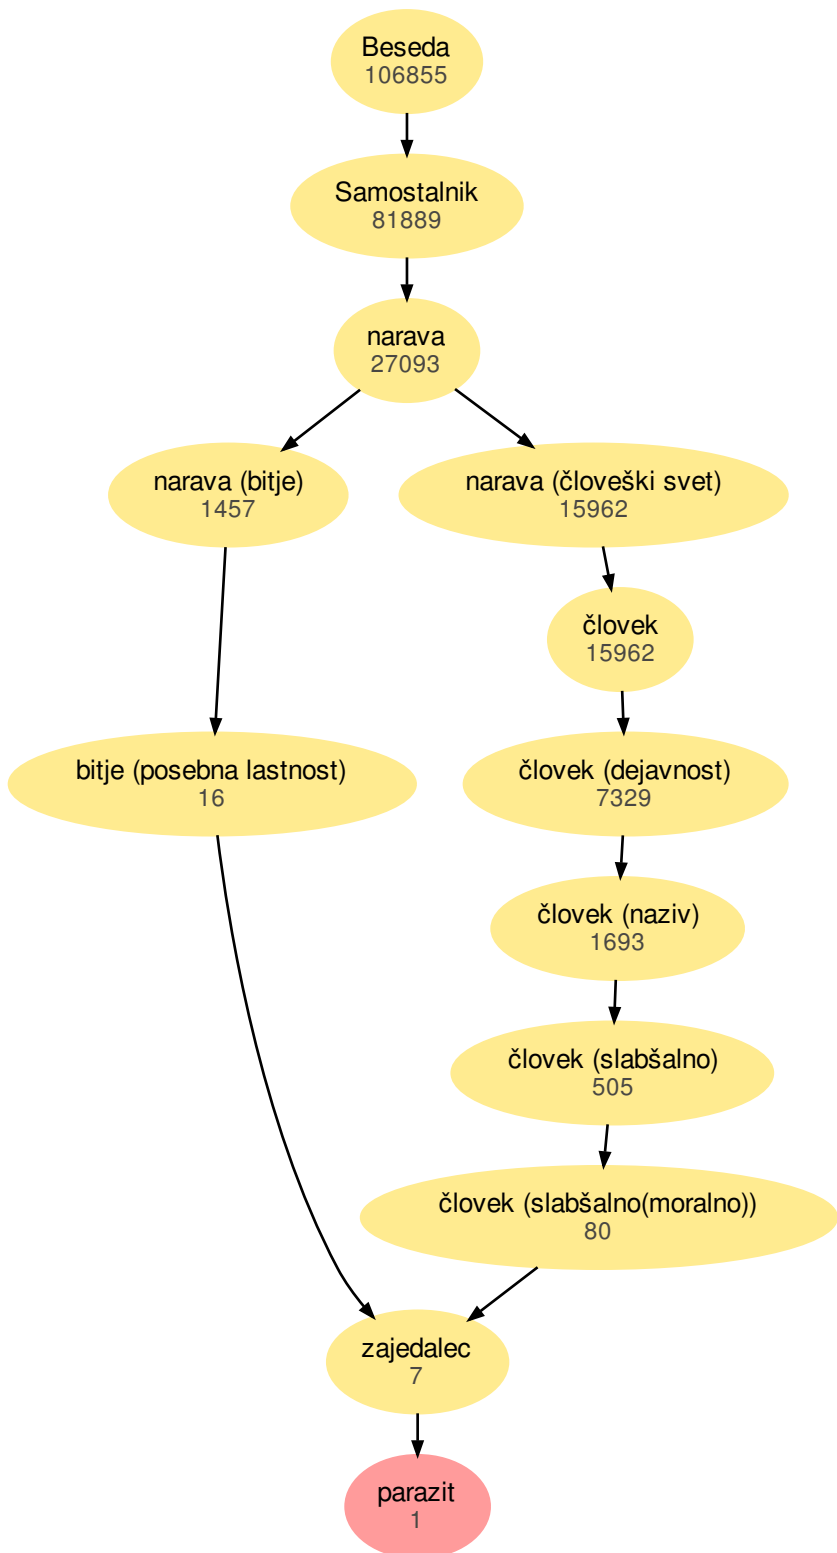 Beseda
106855
Samostalnik
81889
narava
27093
narava (bitje)
1457
narava (človeški svet)
15962
človek
15962
bitje (posebna lastnost)
16
človek (dejavnost)
7329
človek (naziv)
1693
človek (slabšalno)
505
človek (slabšalno(moralno))
80
zajedalec
7
parazit
1